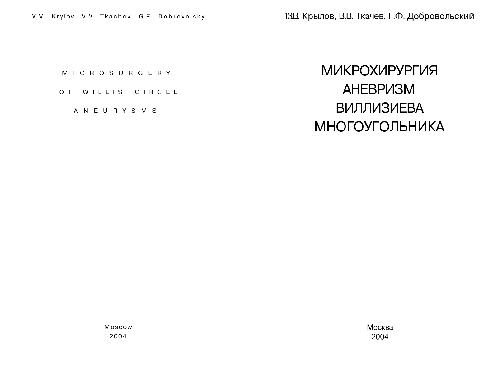 V.V. Krylov, V.V. Tkachev, G.F. Dobrovolsky
MICROSURGERY
OF WILLIS CIRCLE
ANEURYSMS
Moscow
2004
В.В. Крылов, В.В. Ткачев, Г.Ф. Добровольский
МИКРОХИРУРГИЯ
АНЕВРИЗМ
ВИЛЛИЗИЕВА
МНОГОУГОЛЬНИКА
Москва
2004